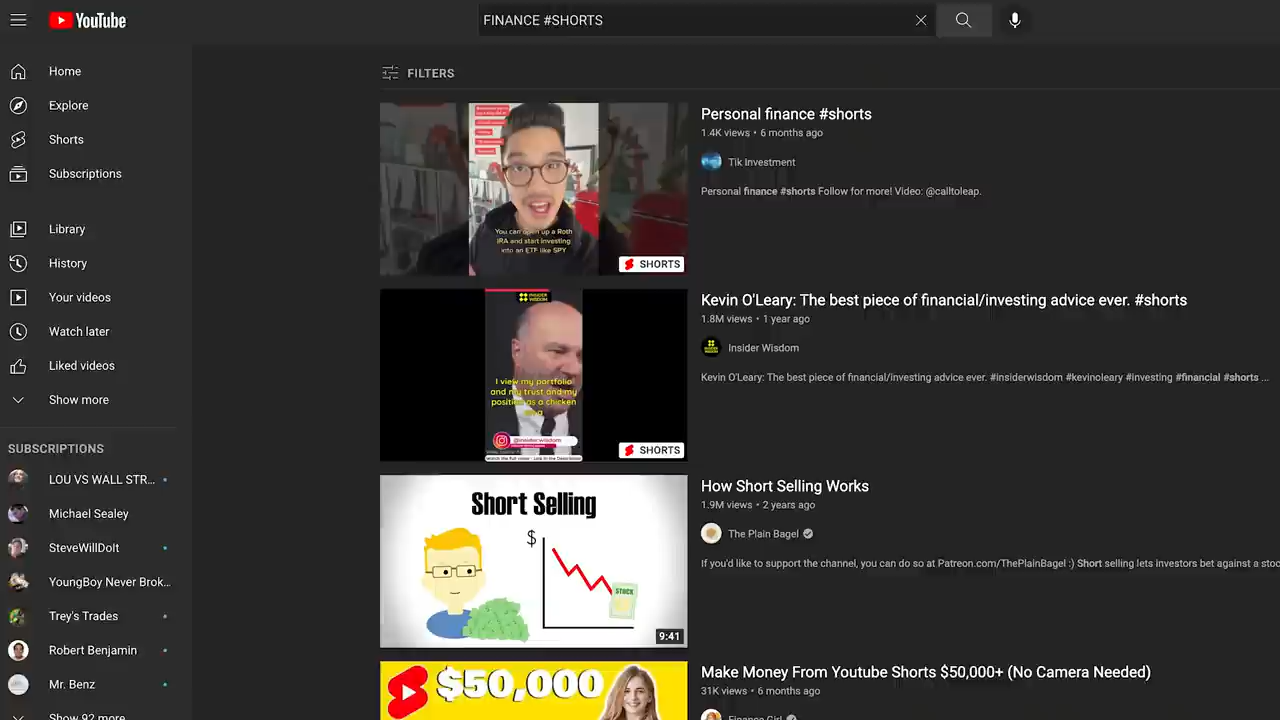 YouTube
FINANCE #SHORTS
Home
Explore
Shorts
Subscriptions
Library
History
Your videos
Watch later
Liked videos
Show more
SUBSCRIPTIONS
LOU VS WALL STR...
Michael Sealey
SteveWillDoIt
YoungBoy Never Brok...
Trey's Trades
Robert Benjamin
Mr. Benz
Show 92 more
FILTERS
You can open up a Roth
IRA and start investing
into an ETF like SPY
SHORTS
Personal finance #shorts
1.4K views • 6 months ago
Tik Investment
Personal finance #shorts Follow for more! Video: @calltoleap.
INSIDER
WISDOM
I view my portfolio
and my trust and my
position as a chicken
@insider.wisdom
SHORTS
Kevin O'Leary: The best piece of financial/investing advice ever. #shorts
1.8M views • 1 year ago
Insider Wisdom
Kevin O'Leary: The best piece of financial/investing advice ever. #insiderwisdom #kevinoleary #investing #financial #shorts ...
Short Selling
$
STOCK
9:41
How Short Selling Works
1.9M views • 2 years ago
The Plain Bagel
If you'd like to support the channel, you can do so at Patreon.com/ThePlainBagel :) Short selling lets investors bet against a stoc
$50,000
Make Money From Youtube Shorts $50,000+ (No Camera Needed)
31K views • 6 months ago
Finance Girl